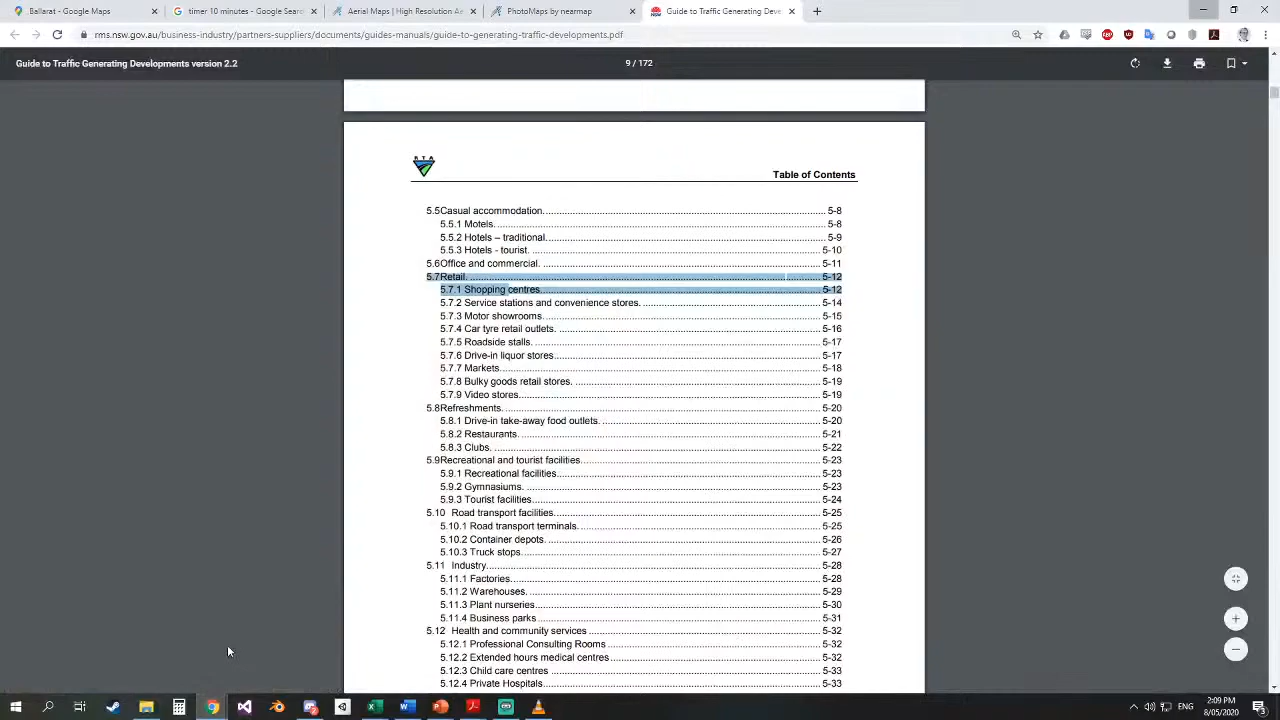 Ballarat - Google Maps
timer 10 minutes - Google Searc
Aerial Maps | High Resolution Ae
PhotoMaps by nearmap
Guide to Traffic Generating Deve
rms.nsw.gov.au/business-industry/partners-suppliers/documents/guides-manuals/guide-to-generating-traffic-developments.pdf
Guide to Traffic Generating Developments version 2.2
9 / 172
R T A
Table of Contents
5.5Casual accommodation. 5-8
5.5.1 Motels. 5-8
5.5.2 Hotels – traditional. 5-9
5.5.3 Hotels - tourist. 5-10
5.6Office and commercial. 5-11
5.7Retail. 5-12
5.7.1 Shopping centres. 5-12
5.7.2 Service stations and convenience stores. 5-14
5.7.3 Motor showrooms. 5-15
5.7.4 Car tyre retail outlets. 5-16
5.7.5 Roadside stalls. 5-17
5.7.6 Drive-in liquor stores. 5-17
5.7.7 Markets. 5-18
5.7.8 Bulky goods retail stores. 5-19
5.7.9 Video stores. 5-19
5.8Refreshments. 5-20
5.8.1 Drive-in take-away food outlets. 5-20
5.8.2 Restaurants. 5-21
5.8.3 Clubs. 5-22
5.9Recreational and tourist facilities. 5-23
5.9.1 Recreational facilities. 5-23
5.9.2 Gymnasiums. 5-23
5.9.3 Tourist facilities 5-24
5.10 Road transport facilities. 5-25
5.10.1 Road transport terminals. 5-25
5.10.2 Container depots. 5-26
5.10.3 Truck stops. 5-27
5.11 Industry. 5-28
5.11.1 Factories. 5-28
5.11.2 Warehouses. 5-29
5.11.3 Plant nurseries. 5-30
5.11.4 Business parks 5-31
5.12 Health and community services 5-32
5.12.1 Professional Consulting Rooms 5-32
5.12.2 Extended hours medical centres 5-32
5.12.3 Child care centres 5-33
5.12.4 Private Hospitals. 5-33
ENG
2:09 PM
8/05/2020